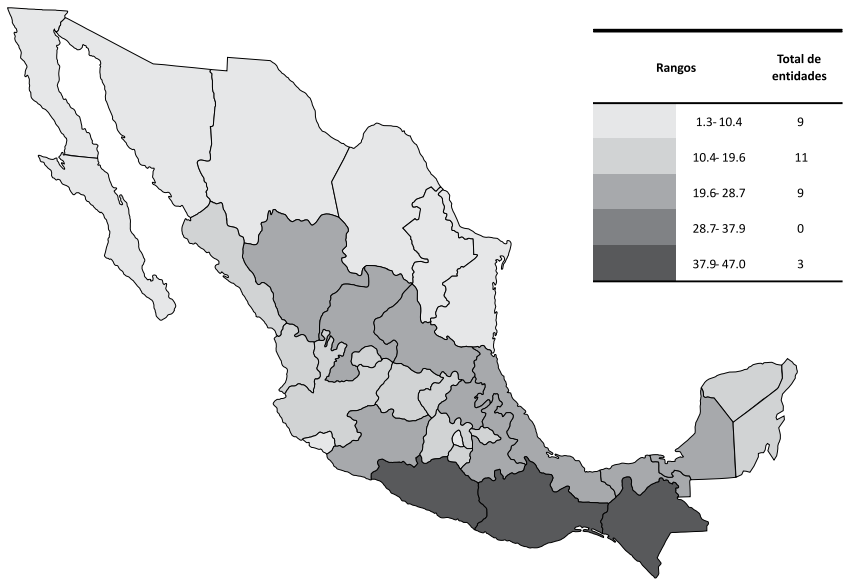 Rangos
Total de
entidades
1.3- 10.4 9
10.4- 19.6 11
19.6- 28.7 9
28.7- 37.9 0
37.9- 47.0 3